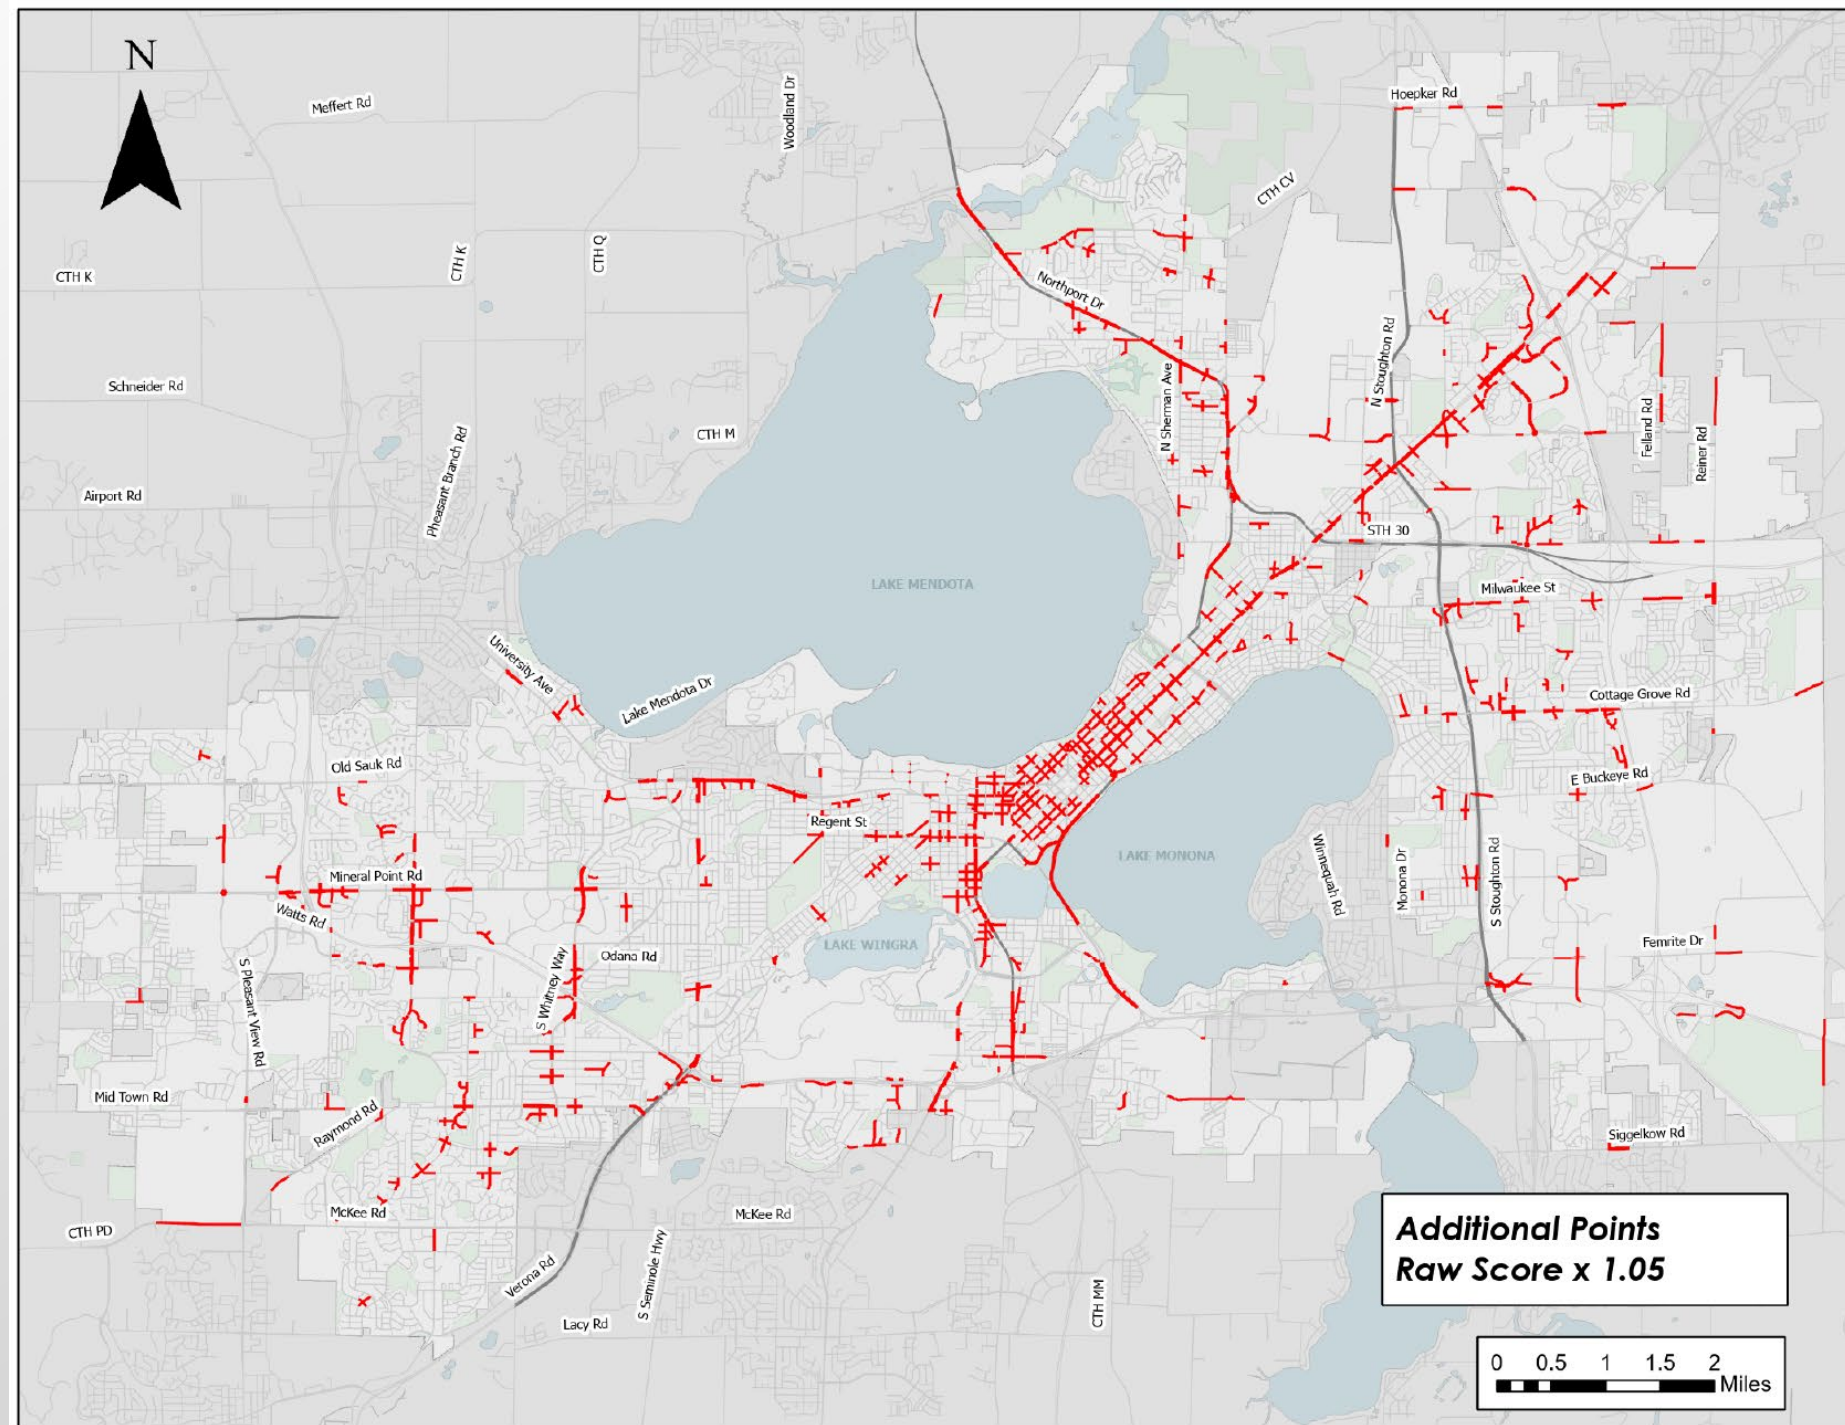 N
Meffert Rd
Woodland Dr
Hoepker Rd
CTH CV
CTH K
CTH K
CTH Q
Northport Dr
N Stoughton Rd
Schneider Rd
N Sherman Ave
CTH M
Felland Rd
Reiner Rd
Pheasant Branch Rd
Airport Rd
STH 30
LAKE MENDOTA
Milwaukee St
University Ave
Lake Mendota Dr
Cottage Grove Rd
Old Sauk Rd
E Buckeye Rd
Regent St
LAKE MONONA
Winnequah Rd
Monona Dr
S Stoughton Rd
Mineral Point Rd
Watts Rd
LAKE WINGRA
Odana Rd
Femrite Dr
S Whitney Way
S Pleasant View Rd
Mid Town Rd
Raymond Rd
Siggelkow Rd
McKee Rd
McKee Rd
CTH PD
Verona Rd
S Seminole Hwy
CTH MM
Lacy Rd
Additional Points
Raw Score x 1.05
0 0.5 1 1.5 2
Miles